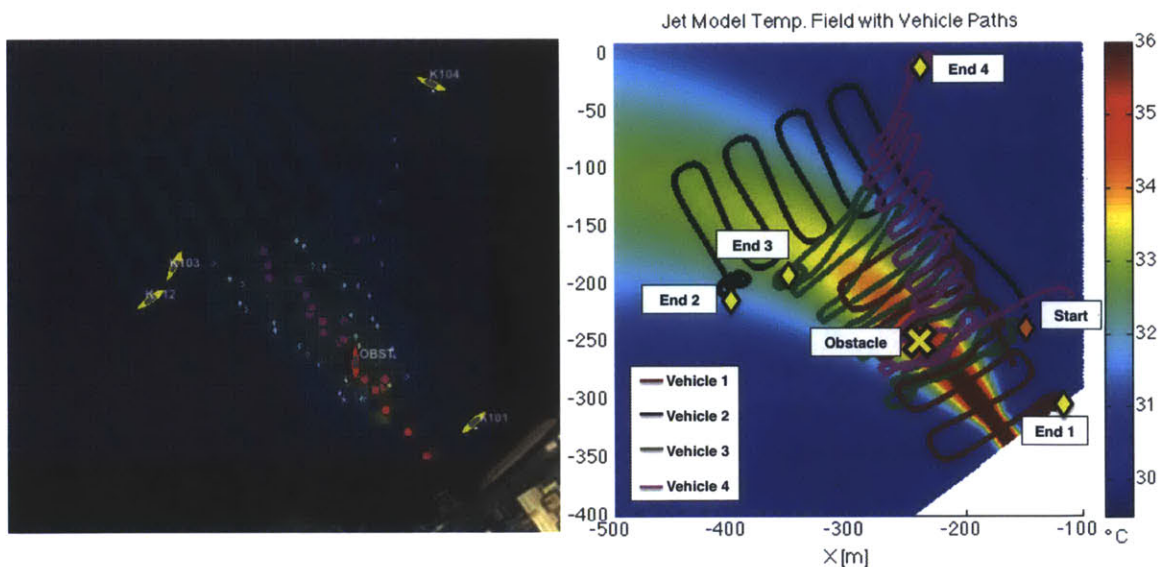 K104
K103
K112
OBST.
K101
Jet Model Temp. Field with Vehicle Paths
0
-50
-100
-150
-200
-250
-300
-350
-400
-500
-400
-300
-200
-100
X [m]
End 4
End 3
End 2
Start
Obstacle
End 1
Vehicle 1
Vehicle 2
Vehicle 3
Vehicle 4
36
35
34
33
32
31
30
°C